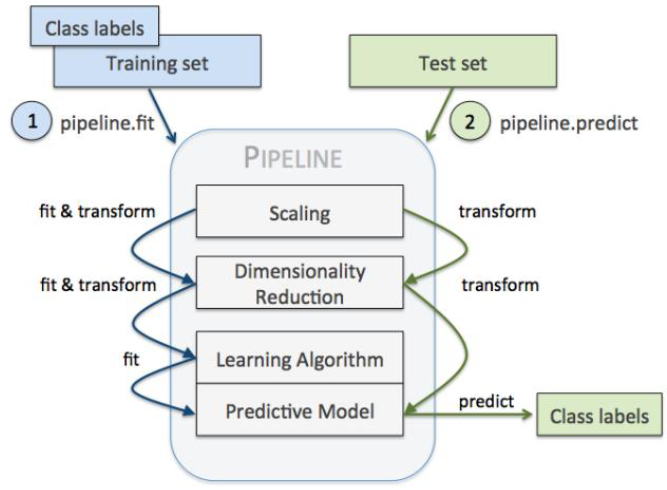 Class labels
Training set
Test set
1 pipeline.fit
2 pipeline.predict
PIPELINE
fit & transform
Scaling
transform
fit & transform
Dimensionality
Reduction
transform
fit
Learning Algorithm
Predictive Model
predict
Class labels